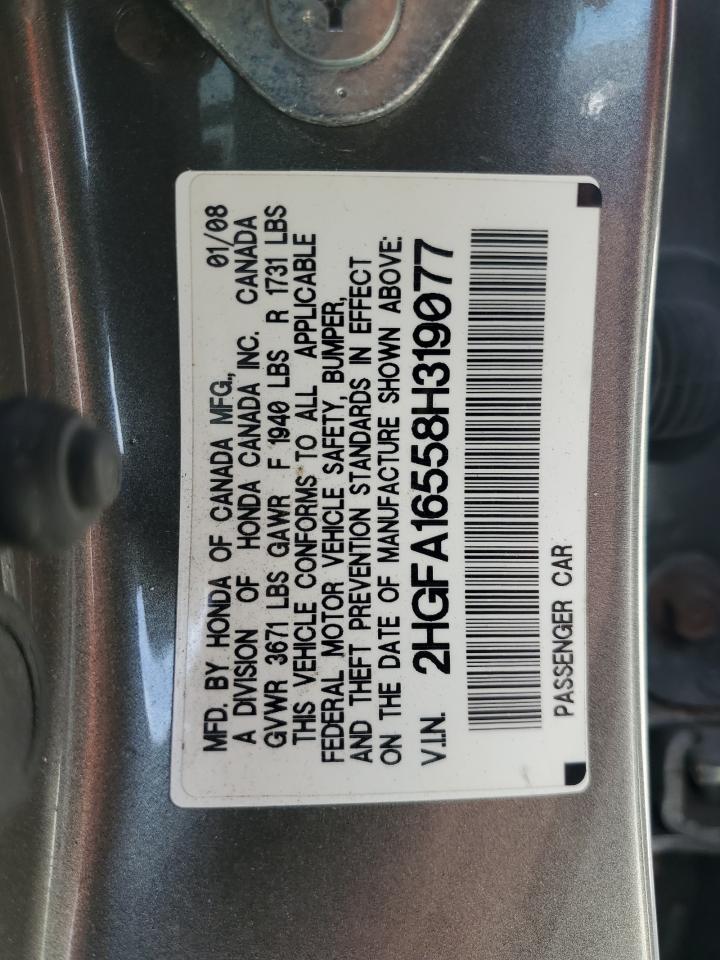 MFD. BY HONDA OF CANADA MFG., 01/08
A DIVISION OF HONDA CANADA INC. CANADA
GVWR 3671 LBS GAWR F 1940 LBS R 1731 LBS
THIS VEHICLE CONFORMS TO ALL APPLICABLE
FEDERAL MOTOR VEHICLE SAFETY, BUMPER,
AND THEFT PREVENTION STANDARDS IN EFFECT
ON THE DATE OF MANUFACTURE SHOWN ABOVE:
V.I.N. 2HGFA16558H319077
PASSENGER CAR